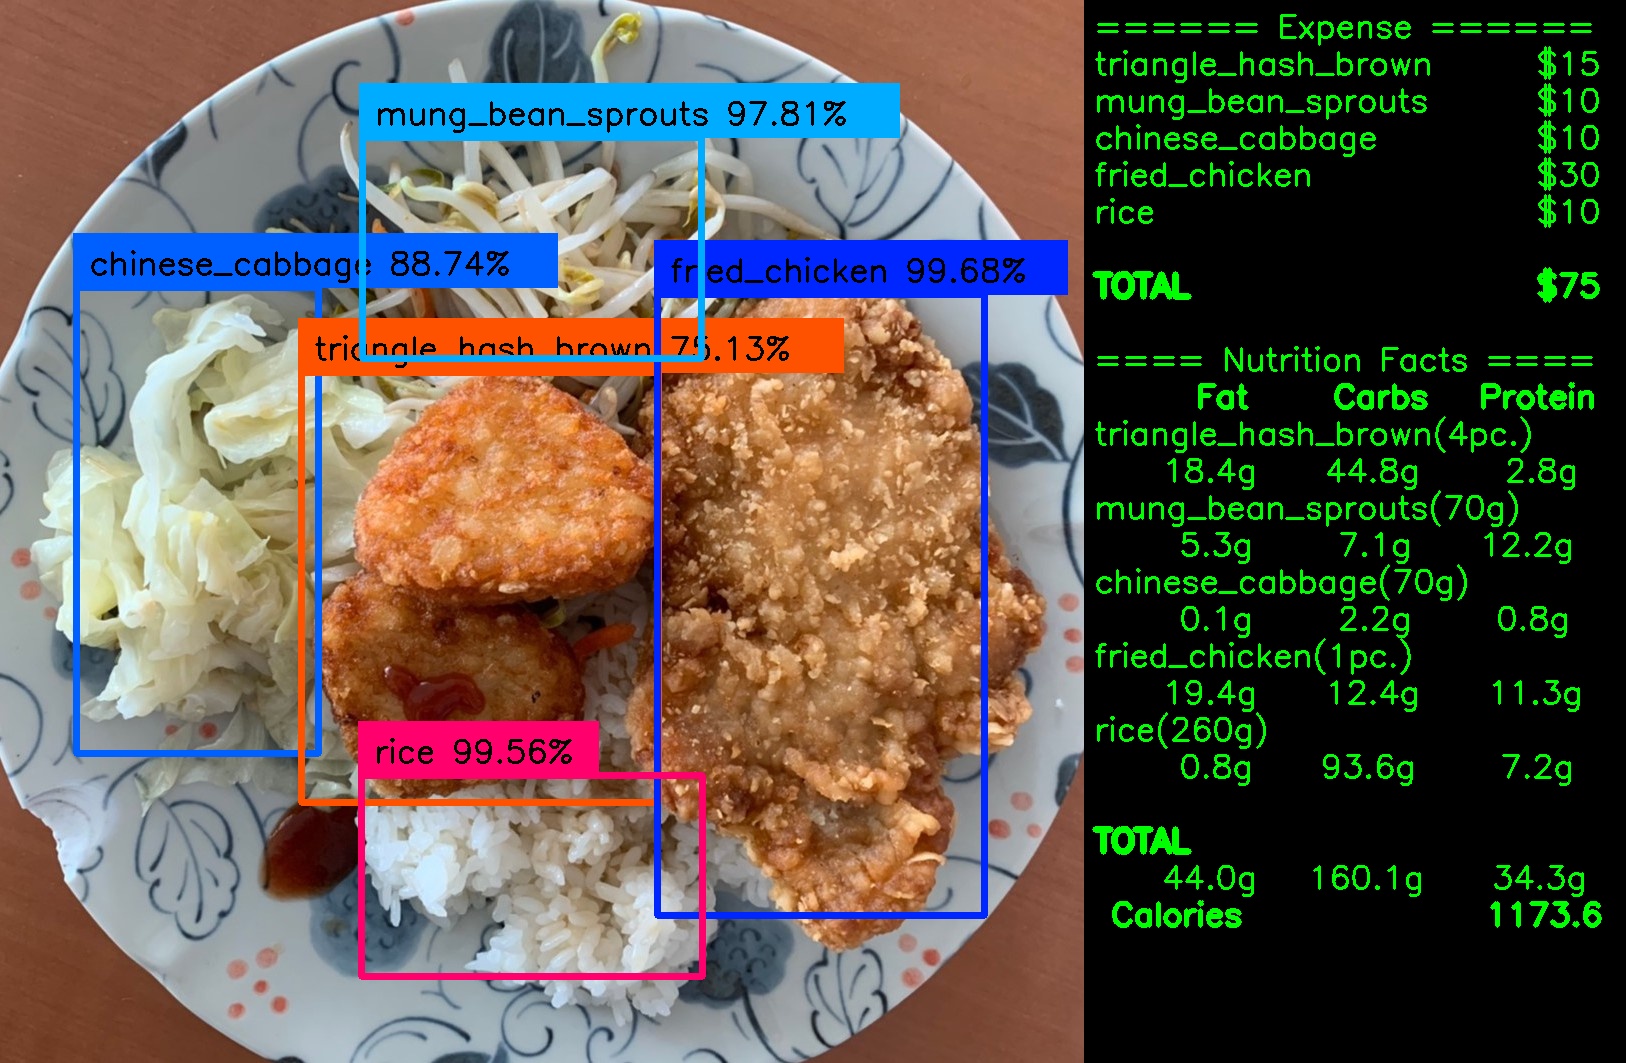 mung_bean_sprouts 97.81%
chinese_cabbage 88.74%
fried_chicken 99.68%
triangle_hash_brown 75.13%
rice 99.56%
====== Expense ======
triangle_hash_brown $15
mung_bean_sprouts $10
chinese_cabbage $10
fried_chicken $30
rice $10
TOTAL $75
==== Nutrition Facts ====
Fat Carbs Protein
triangle_hash_brown(4pc.)
18.4g 44.8g 2.8g
mung_bean_sprouts(70g)
5.3g 7.1g 12.2g
chinese_cabbage(70g)
0.1g 2.2g 0.8g
fried_chicken(1pc.)
19.4g 12.4g 11.3g
rice(260g)
0.8g 93.6g 7.2g
TOTAL
44.0g 160.1g 34.3g
Calories 1173.6